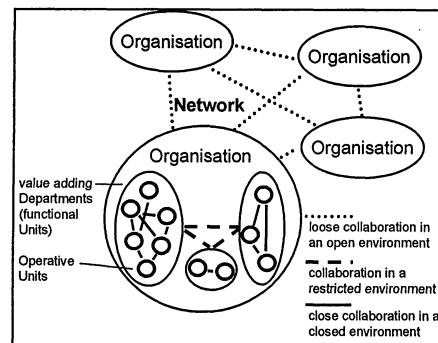 Organisation
Organisation
Network
Organisation
Organisation
value adding
Departments
(functional
Units)
Operative
Units
loose collaboration
in an open environment
collaboration in a
restricted environment
close collaboration in a
closed environment